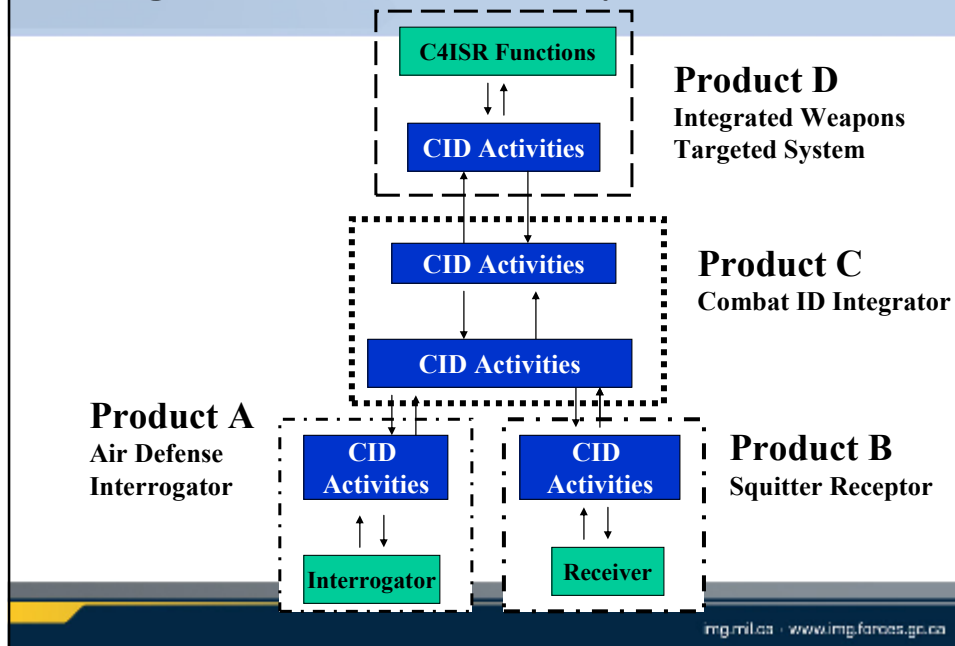 C4ISR Functions
CID Activities
Product D
Integrated Weapons
Targeted System
CID Activities
CID Activities
Product C
Combat ID Integrator
Product A
Air Defense
Interrogator
CID
Activities
Interrogator
CID
Activities
Receiver
Product B
Squitter Receptor
img.mil.ca - www.img.forces.gc.ca